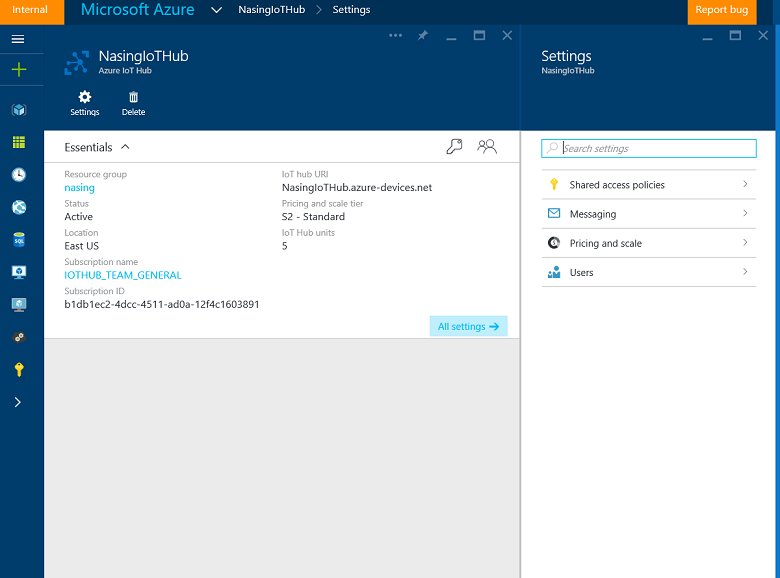 Internal
Microsoft Azure
NasingIoTHub
Settings
Report bug
NasingIoTHub
Azure IoT Hub
Settings
Delete
Essentials
Resource group
nasing
Status
Active
Location
East US
Subscription name
IOTHUB_TEAM_GENERAL
Subscription ID
b1db1ec2-4dcc-4511-ad0a-12f4c1603891
IoT hub URI
NasingIoTHub.azure-devices.net
Pricing and scale tier
S2 - Standard
IoT Hub units
5
All settings
Settings
NasingIoTHub
Search settings
Shared access policies
Messaging
Pricing and scale
Users
SQL